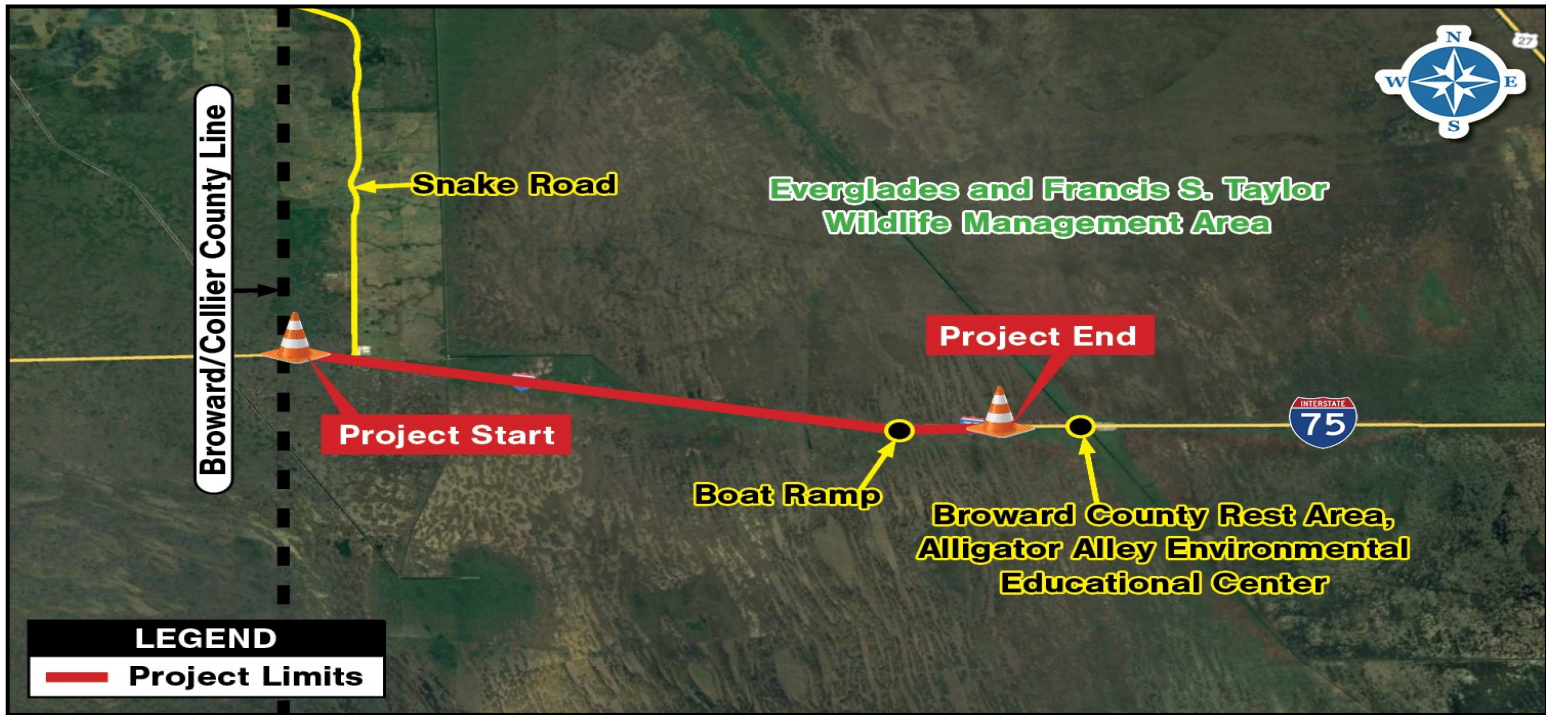 27
N
W
E
S
Broward/Collier County Line
Snake Road
Everglades and Francis S. Taylor
Wildlife Management Area
Project End
Project Start
INTERSTATE
75
Boat Ramp
Broward County Rest Area,
Alligator Alley Environmental
Educational Center
LEGEND
Project Limits